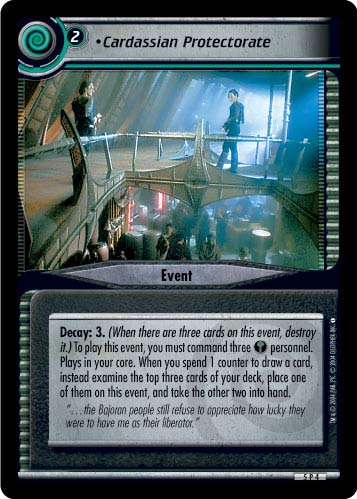 2
•Cardassian Protectorate
Event
Decay: 3. (When there are three cards on this event, destroy
it.) To play this event, you must command three personnel.
Plays in your core. When you spend 1 counter to draw a card,
instead examine the top three cards of your deck, place one
of them on this event, and take the other two into hand.
"…the Bajoran people still refuse to appreciate how lucky they
were to have me as their liberator."
5 P 4